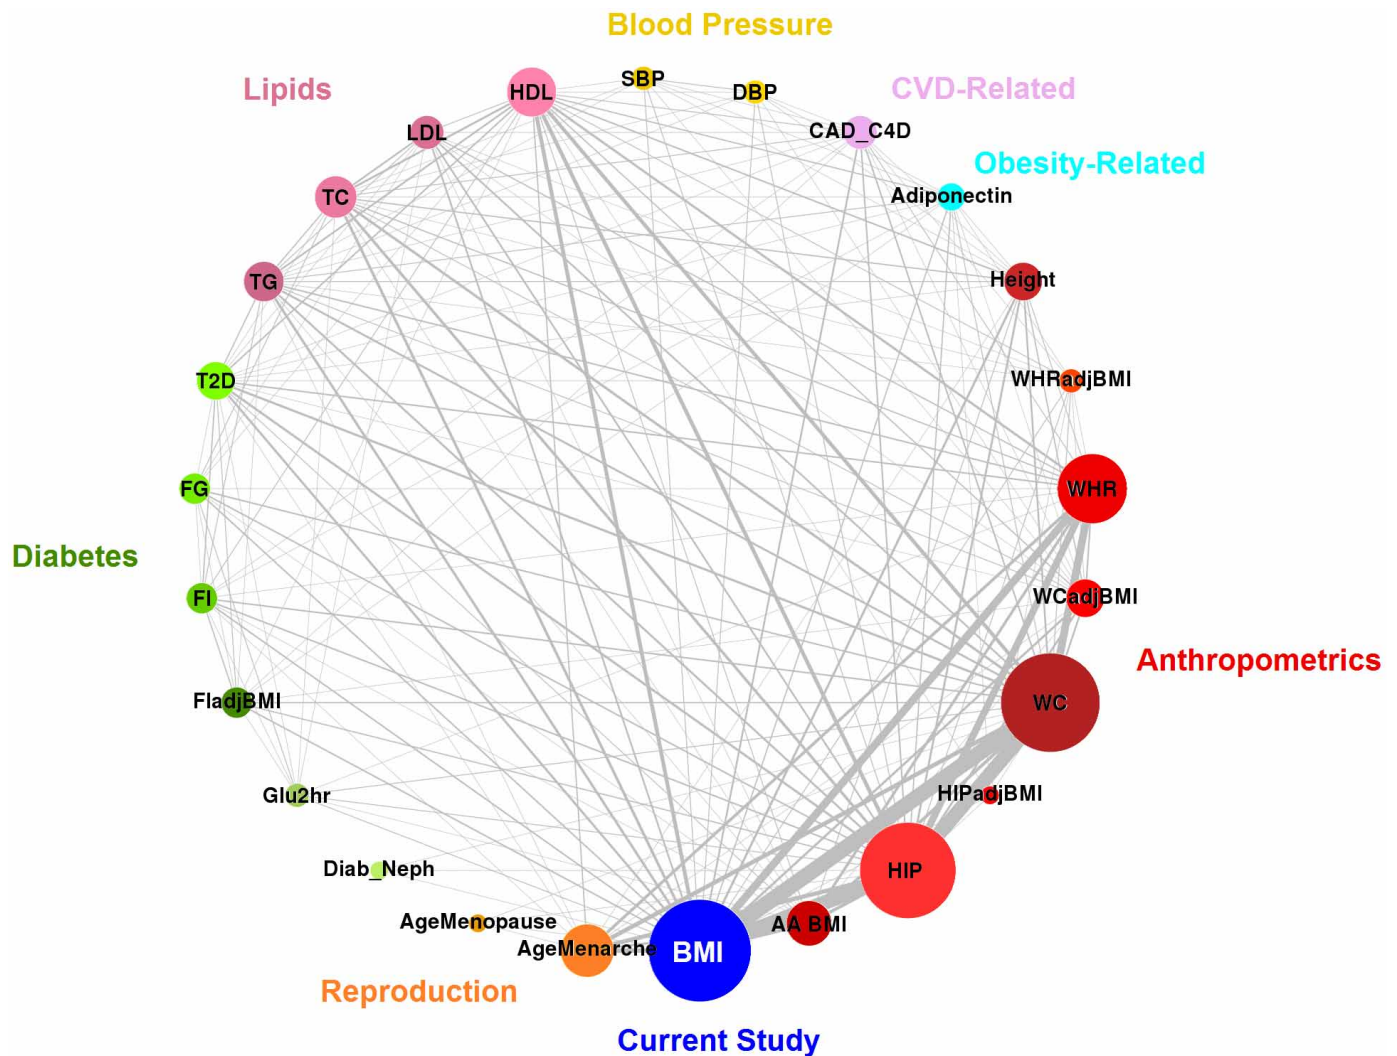 Blood Pressure
SBP
HDL
DBP
Lipids
CVD-Related
LDL
CAD_C4D
Obesity-Related
TC
Adiponectin
TG
Height
T2D
WHRadjBMI
FG
WHR
Diabetes
FI
WCadjBMI
Anthropometrics
FIadjBMI
WC
Glu2hr
HIPadjBMI
Diab_Neph
HIP
AgeMenopause
AA BMI
AgeMenarche
BMI
Reproduction
Current Study